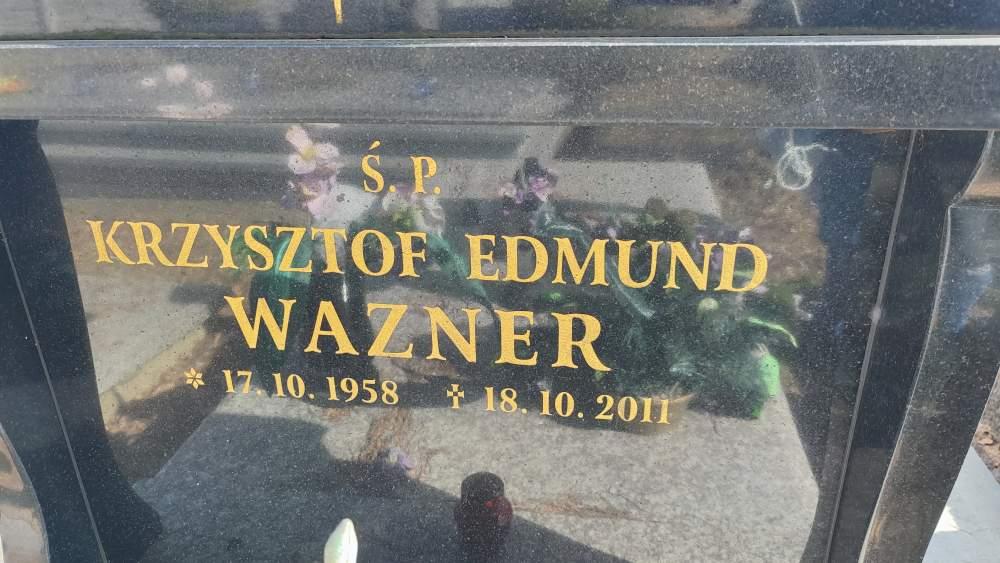 Ś. P.
KRZYSZTOF EDMUND
WAZNER
* 17. 10. 1958 ✝ 18. 10. 2011